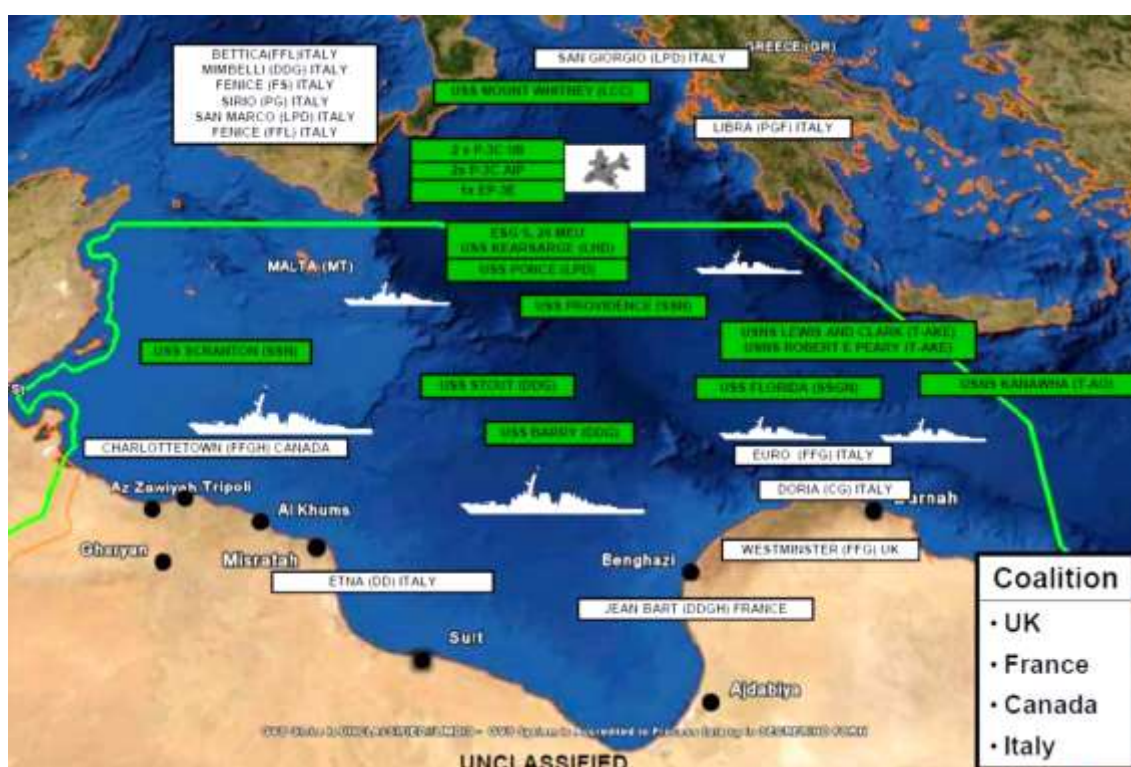 BETTICA(FFL)ITALY
MIMBELLI (DDG) ITALY
FENICE (FS) ITALY
SIRIO (PG) ITALY
SAN MARCO (LPD) ITALY
FENICE (FFL) ITALY
SAN GIORGIO (LPD) ITALY
GREECE (GR)
USS MOUNT WHITNEY (LCC)
LIBRA (PGF) ITALY
2 x P-3C
2x P-3C AIP
1x EP-3E
ESG 5, 26 MEU
USS KEARSARGE (LHD)
USS PONCE (LPD)
MALTA (MT)
USS PROVIDENCE (SSN)
USNS LEWIS AND CLARK (T-AKE)
USNS ROBERT E PEARY (T-AKE)
USS SCRANTON (SSN)
USS STOUT (DDG)
USS FLORIDA (SSGN)
USNS KANAWHA (T-AO)
USS BARRY (DDG)
CHARLOTTETOWN (FFGH) CANADA
EURO (FFG) ITALY
DORIA (CG) ITALY
Az Zawiyah Tripoli
Al Khums
Gharyan
Misratah
Benghazi
WESTMINSTER (FFG) UK
ETNA (DD) ITALY
JEAN BART (DDGH) FRANCE
Surt
Ajdabiya
Coalition
• UK
• France
• Canada
• Italy
UNCLASSIFIED